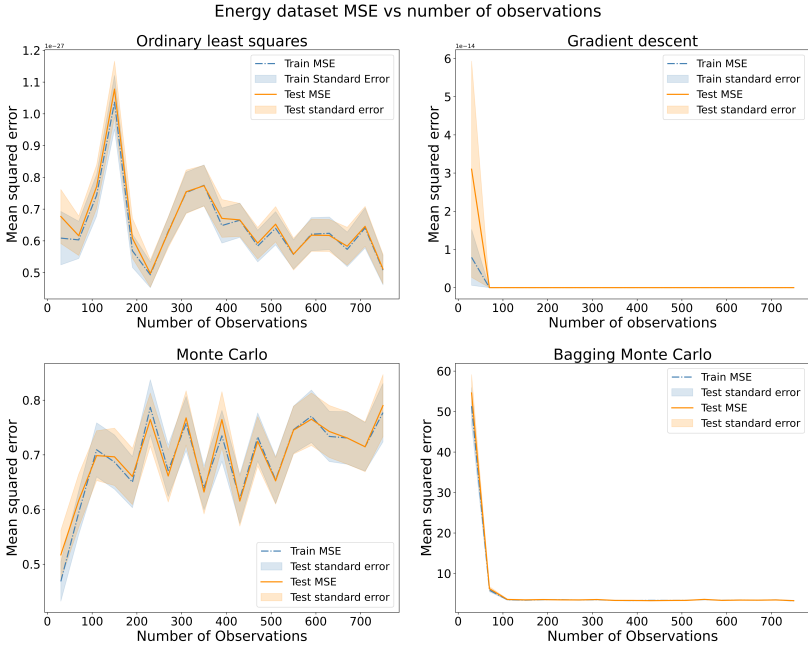 Energy dataset MSE vs number of observations
Ordinary least squares
1e−27
1.2
1.1
1.0
0.9
0.8
0.7
0.6
0.5
Mean squared error
Train MSE
Train Standard Error
Test MSE
Test standard error
0 100 200 300 400 500 600 700
Number of Observations
Gradient descent
1e−14
6
5
4
3
2
1
0
Mean squared error
Train MSE
Train standard error
Test MSE
Test standard error
0 100 200 300 400 500 600 700
Number of observations
Monte Carlo
0.8
0.7
0.6
0.5
Mean squared error
Train MSE
Test standard error
Test MSE
Test standard error
0 100 200 300 400 500 600 700
Number of Observations
Bagging Monte Carlo
60
50
40
30
20
10
Mean squared error
Train MSE
Test standard error
Test MSE
Test standard error
0 100 200 300 400 500 600 700
Number of Observations